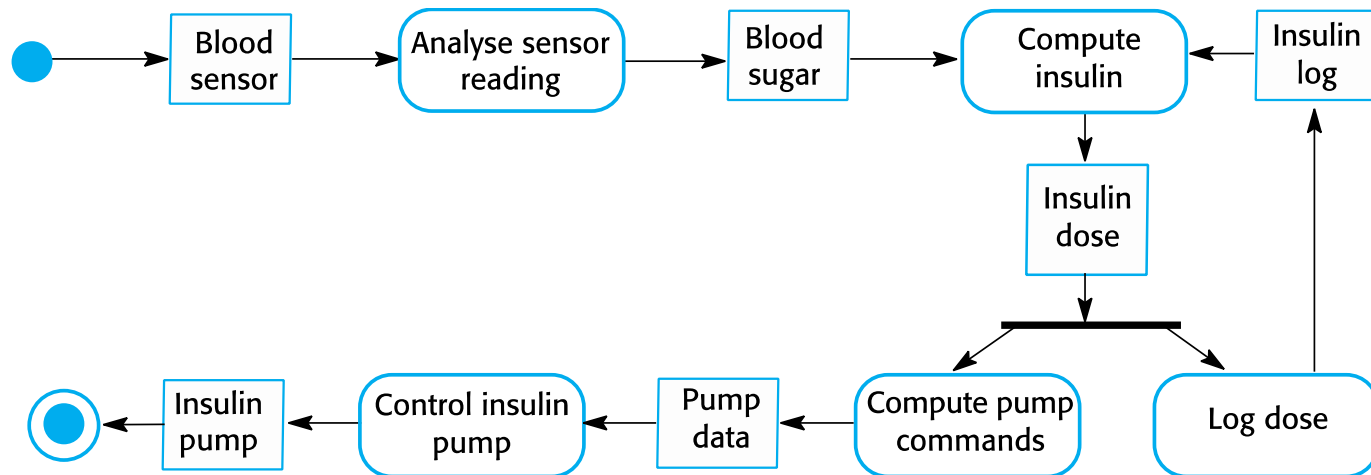 Blood
sensor
Analyse sensor
reading
Blood
sugar
Compute
insulin
Insulin
log
Insulin
dose
Insulin
pump
Control insulin
pump
Pump
data
Compute pump
commands
Log dose